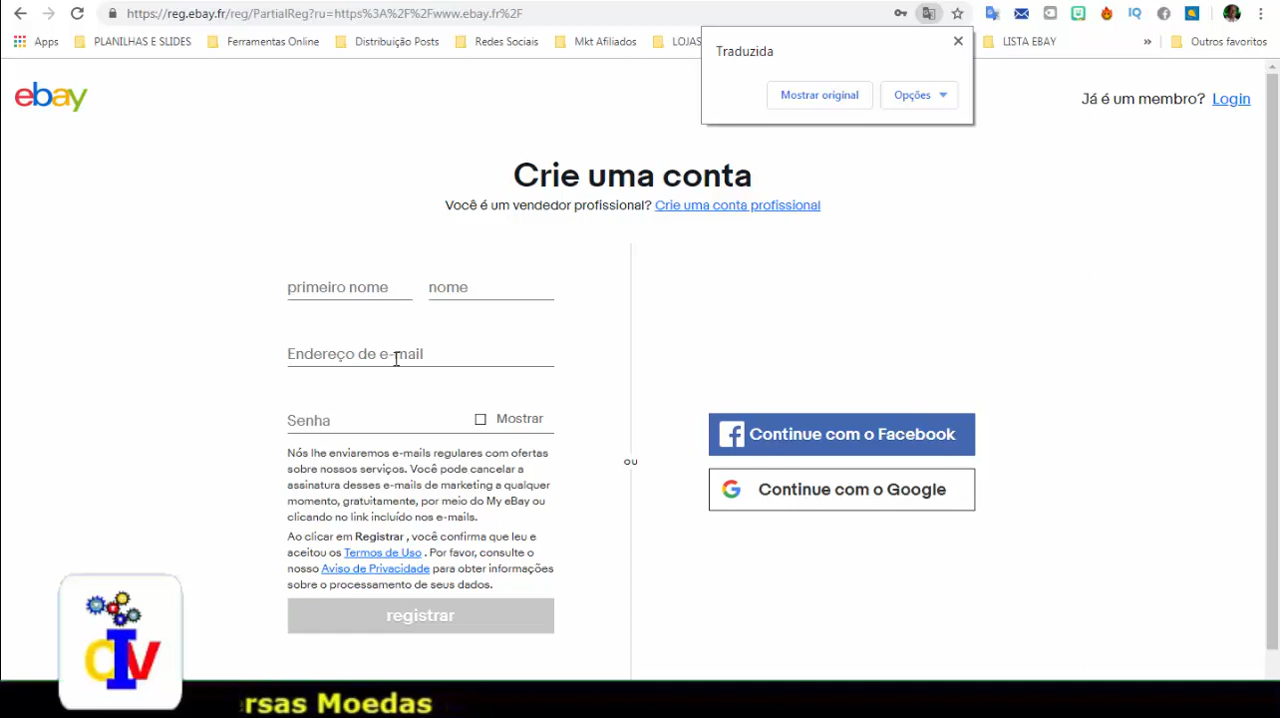 https://reg.ebay.fr/reg/PartialReg?ru=https%3A%2F%2Fwww.ebay.fr%2F
Apps PLANILHAS E SLIDES Ferramentas Online Distribuição Posts Redes Sociais Mkt Afiliados LOJAS LISTA EBAY » Outros favoritos
Traduzida
Mostrar original Opções
ebay
Já é um membro? Login
Crie uma conta
Você é um vendedor profissional? Crie uma conta profissional
primeiro nome nome
Endereço de e-mail
Senha Mostrar
Nós lhe enviaremos e-mails regulares com ofertas
sobre nossos serviços. Você pode cancelar a
assinatura desses e-mails de marketing a qualquer
momento, gratuitamente, por meio do My eBay ou
clicando no link incluído nos e-mails.
Ao clicar em Registrar , você confirma que leu e
aceitou os Termos de Uso . Por favor, consulte o
nosso Aviso de Privacidade para obter informações
sobre o processamento de seus dados.
registrar
ou
Continue com o Facebook
Continue com o Google
dIv
rsas Moedas